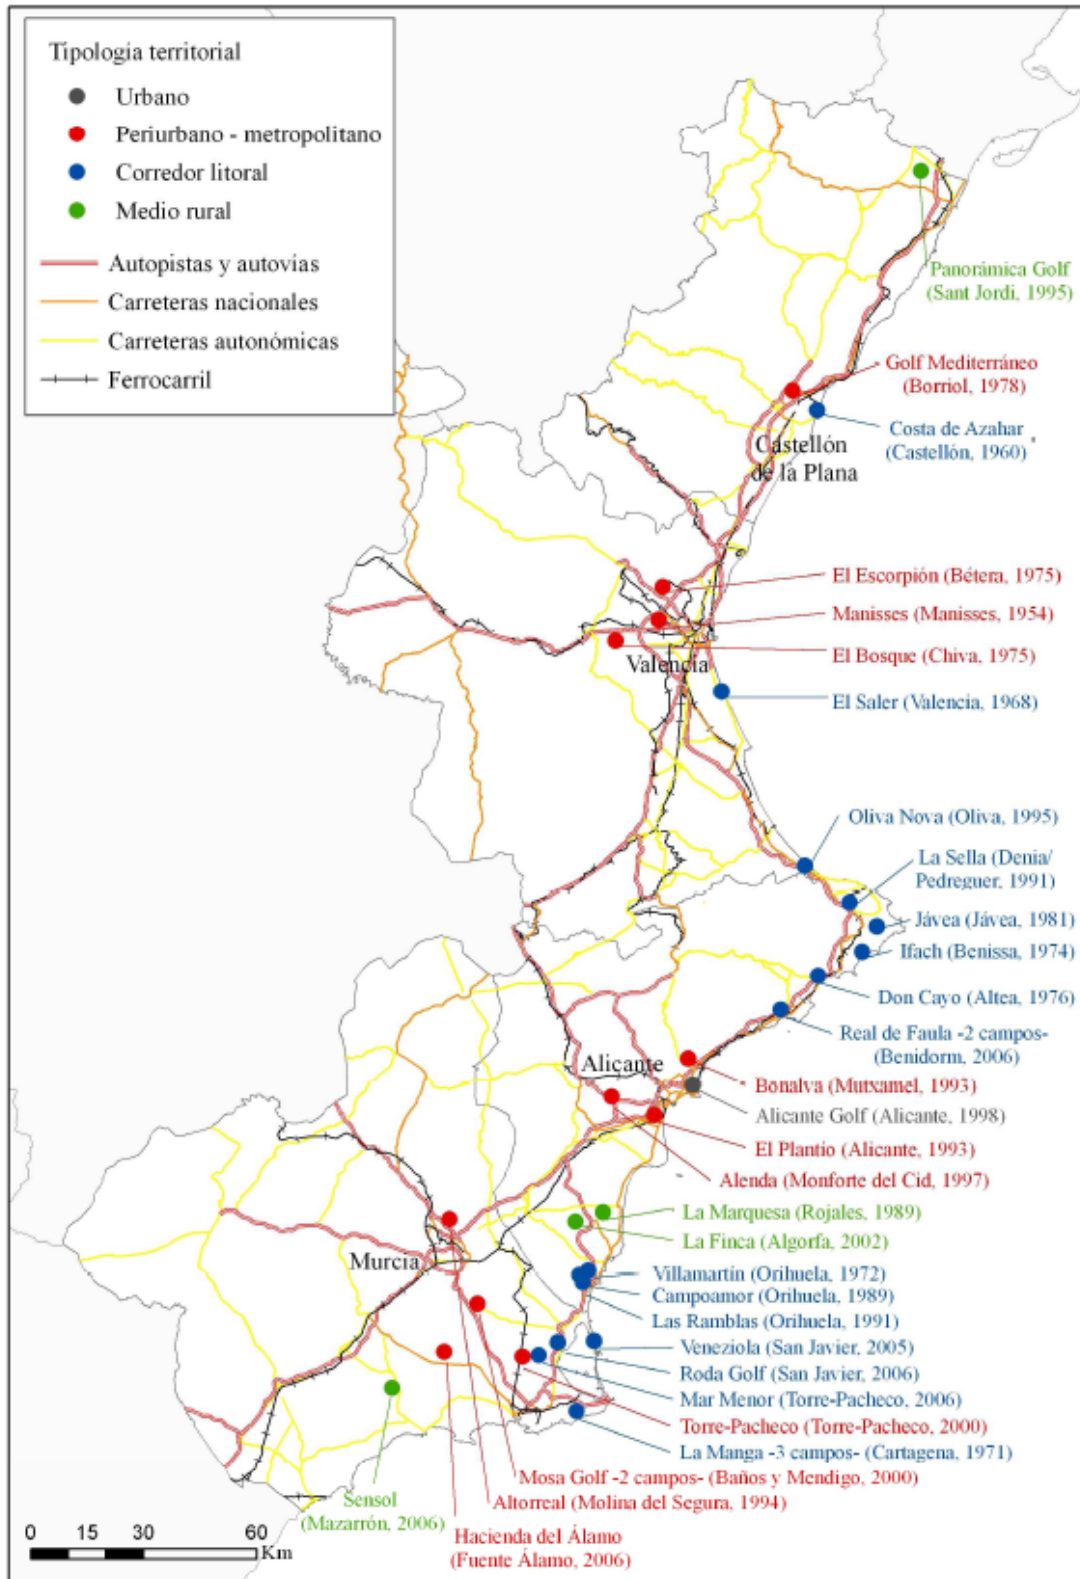 Tipología territorial
Urbano
Periurbano - metropolitano
Corredor litoral
Medio rural
Autopistas y autovías
Carreteras nacionales
Carreteras autonómicas
Ferrocarril
Panorámica Golf
(Sant Jordi, 1995)
Golf Mediterráneo
(Borriol, 1978)
Costa de Azahar
(Castellón, 1960)
Castellón
de la Plana
El Escorpión (Bétera, 1975)
Manisses (Manisses, 1954)
El Bosque (Chiva, 1975)
Valencia
El Saler (Valencia, 1968)
Oliva Nova (Oliva, 1995)
La Sella (Denia/
Pedreguer, 1991)
Jávea (Jávea, 1981)
Ifach (Benissa, 1974)
Don Cayo (Altea, 1976)
Real de Faula -2 campos-
(Benidorm, 2006)
Alicante
Bonalva (Mutxamel, 1993)
Alicante Golf (Alicante, 1998)
El Plantío (Alicante, 1993)
Alenda (Monforte del Cid, 1997)
La Marquesa (Rojales, 1989)
La Finca (Algorfa, 2002)
Murcia
Villamartín (Orihuela, 1972)
Campoamor (Orihuela, 1989)
Las Ramblas (Orihuela, 1991)
Veneziola (San Javier, 2005)
Roda Golf (San Javier, 2006)
Mar Menor (Torre-Pacheco, 2006)
Torre-Pacheco (Torre-Pacheco, 2000)
La Manga -3 campos- (Cartagena, 1971)
Mosa Golf -2 campos- (Baños y Mendigo, 2000)
Altorreal (Molina del Segura, 1994)
Sensol
(Mazarrón, 2006)
Hacienda del Álamo
(Fuente Álamo, 2006)
0 15 30 60
Km